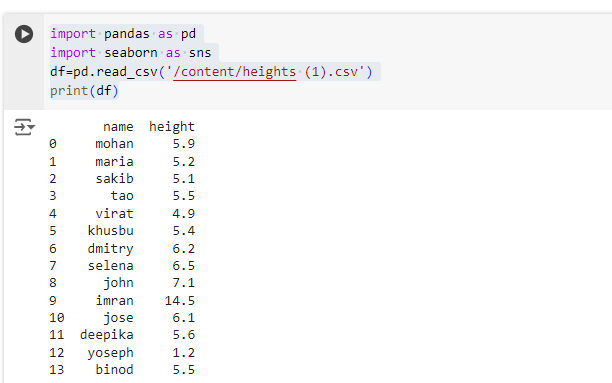 import pandas as pd
import seaborn as sns
df=pd.read_csv('/content/heights (1).csv')
print(df)
name height
0 mohan 5.9
1 maria 5.2
2 sakib 5.1
3 tao 5.5
4 virat 4.9
5 khusbu 5.4
6 dmitry 6.2
7 selena 6.5
8 john 7.1
9 imran 14.5
10 jose 6.1
11 deepika 5.6
12 yoseph 1.2
13 binod 5.5